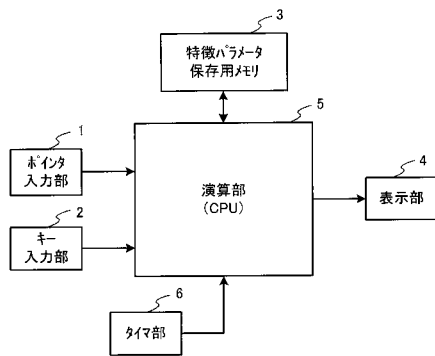 3
特徴ﾊﾟﾗﾒｰﾀ
保存用メモリ
5
1
ﾎﾟｲﾝﾀ
入力部
演算部
(CPU)
4
表示部
2
キー
入力部
6
ﾀｲﾏ部